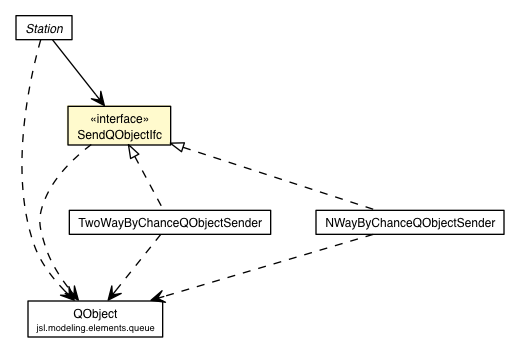 Station
«interface»
SendQObjectIfc
TwoWayByChanceQObjectSender
NWayByChanceQObjectSender
QObject
jsl.modeling.elements.queue